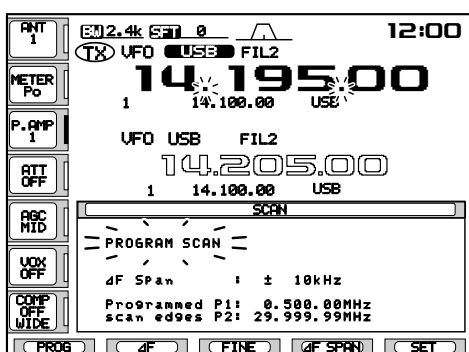 ANT
1
BW 2.4k SFT 0
12:00
TX VFO USB FIL2
14.195.00
1 14.100.00 USB
METER
Po
P.AMP
1
VFO USB FIL2
14.205.00
1 14.100.00 USB
ATT
OFF
AGC
MID
VOX
OFF
COMP
OFF
WIDE
SCAN
PROGRAM SCAN
⊿F Span : ± 10kHz
Programmed P1: 0.500.00MHz
scan edges P2: 29.999.99MHz
PROG ⊿F FINE ⊿F SPAN SET